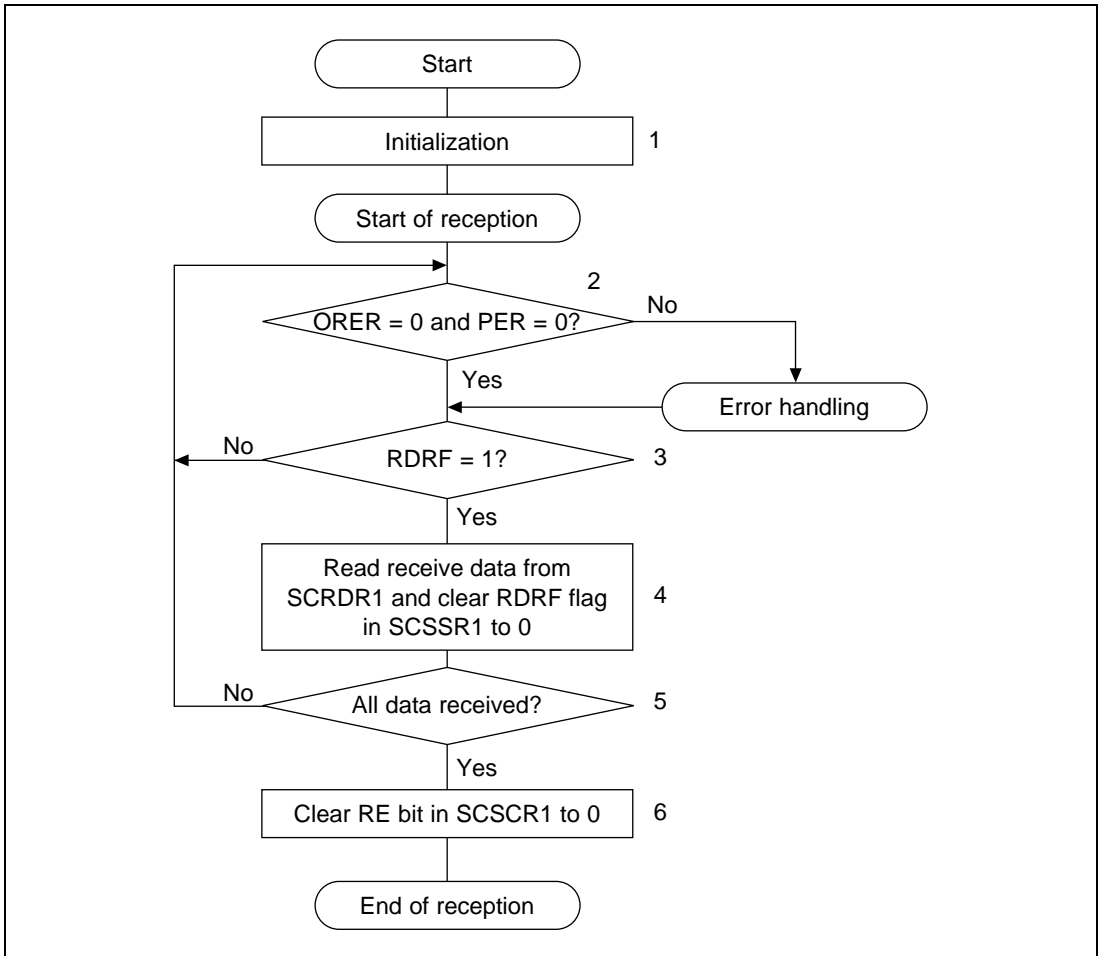 Start
Initialization
1
Start of reception
2
ORER = 0 and PER = 0?
No
Yes
Error handling
No
RDRF = 1?
3
Yes
Read receive data from
SCRDR1 and clear RDRF flag
in SCSSR1 to 0
4
No
All data received?
5
Yes
Clear RE bit in SCSCR1 to 0
6
End of reception